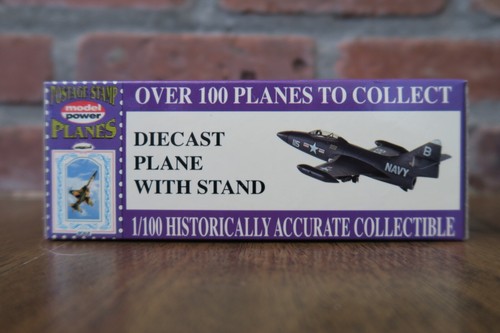 POSTAGE STAMP
model
power
PLANES
OVER 100 PLANES TO COLLECT
DIECAST
PLANE
WITH STAND
115
B
NAVY
1/100 HISTORICALLY ACCURATE COLLECTIBLE